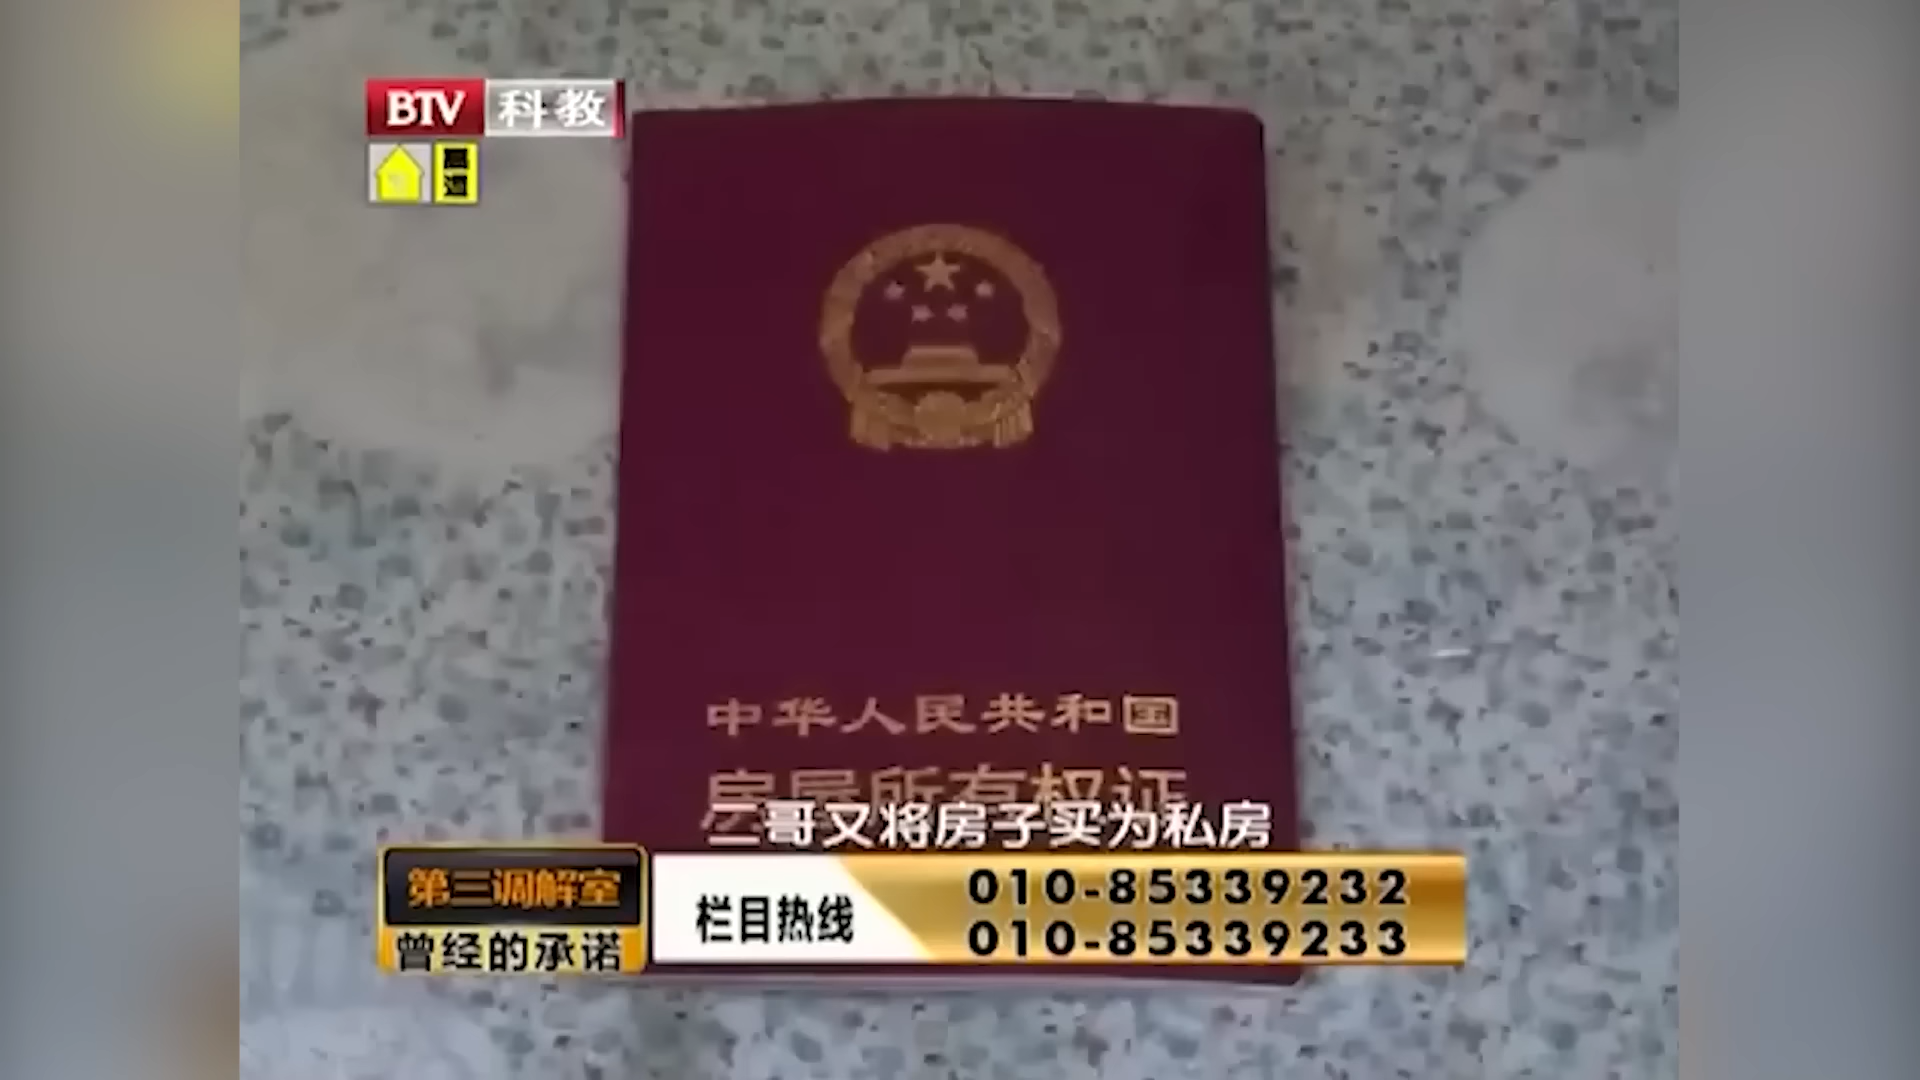 BTV 科教
中华人民共和国
房屋所有权证
二哥又将房子买为私房
第三调解室
曾经的承诺
栏目热线
010-85339232
010-85339233